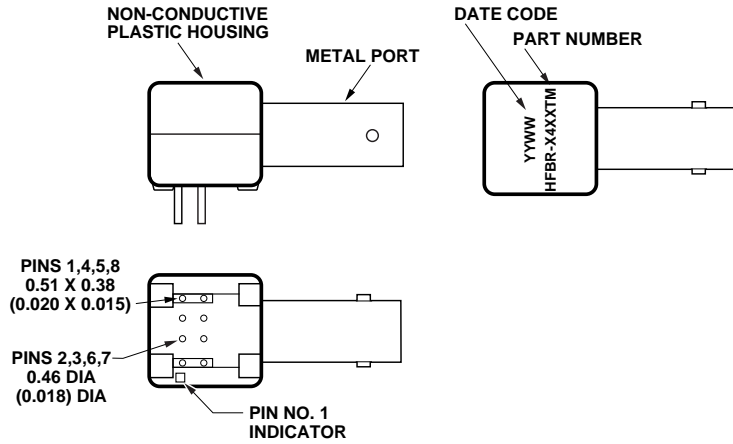 NON-CONDUCTIVE
PLASTIC HOUSING
METAL PORT
DATE CODE
PART NUMBER
YYWW
HFBR-X4XXTM
PINS 1,4,5,8
0.51 X 0.38
(0.020 X 0.015)
PINS 2,3,6,7
0.46 DIA
(0.018) DIA
PIN NO. 1
INDICATOR